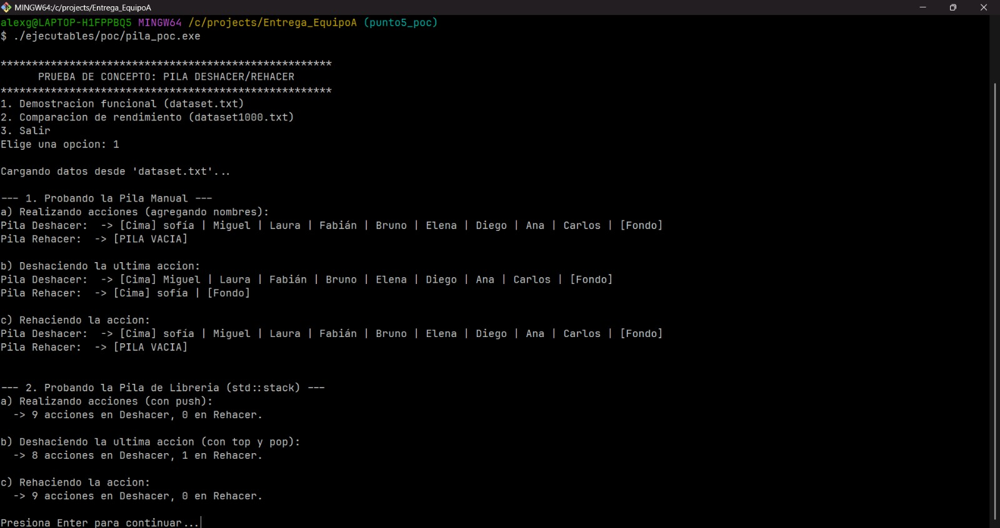 MINGW64:/c/projects/Entrega_EquipoA
alexg@LAPTOP-H1FPPBQ5 MINGW64 /c/projects/Entrega_EquipoA (punto5_poc)
$ ./ejecutables/poc/pila_poc.exe
*****************************************************
PRUEBA DE CONCEPTO: PILA DESHACER/REHACER
*****************************************************
1. Demostracion funcional (dataset.txt)
2. Comparacion de rendimiento (dataset1000.txt)
3. Salir
Elige una opcion: 1
Cargando datos desde 'dataset.txt'...
--- 1. Probando la Pila Manual ---
a) Realizando acciones (agregando nombres):
Pila Deshacer:  -> [Cima] sofía | Miguel | Laura | Fabián | Bruno | Elena | Diego | Ana | Carlos | [Fondo]
Pila Rehacer:  -> [PILA VACIA]
b) Deshaciendo la ultima accion:
Pila Deshacer:  -> [Cima] Miguel | Laura | Fabián | Bruno | Elena | Diego | Ana | Carlos | [Fondo]
Pila Rehacer:  -> [Cima] sofía | [Fondo]
c) Rehaciendo la accion:
Pila Deshacer:  -> [Cima] sofía | Miguel | Laura | Fabián | Bruno | Elena | Diego | Ana | Carlos | [Fondo]
Pila Rehacer:  -> [PILA VACIA]
--- 2. Probando la Pila de Libreria (std::stack) ---
a) Realizando acciones (con push):
-> 9 acciones en Deshacer, 0 en Rehacer.
b) Deshaciendo la ultima accion (con top y pop):
-> 8 acciones en Deshacer, 1 en Rehacer.
c) Rehaciendo la accion:
-> 9 acciones en Deshacer, 0 en Rehacer.
Presiona Enter para continuar...